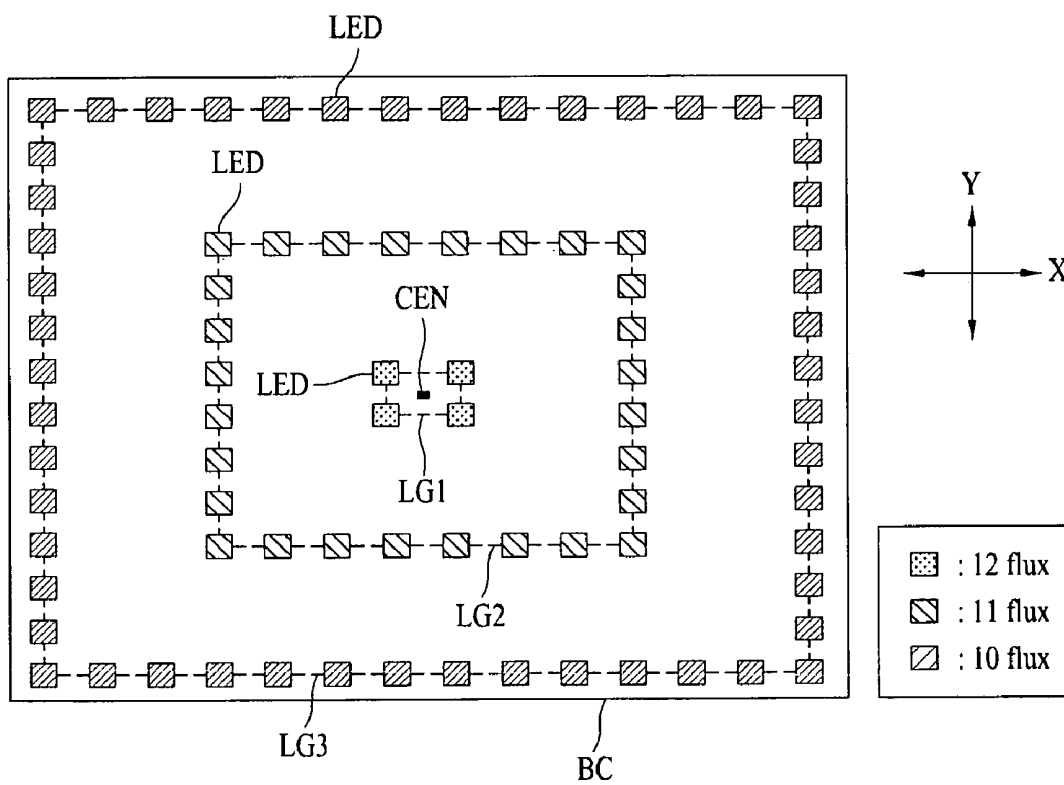 LED
LED
Y
X
CEN
LED
LG1
: 12 flux
: 11 flux
: 10 flux
LG2
LG3
BC